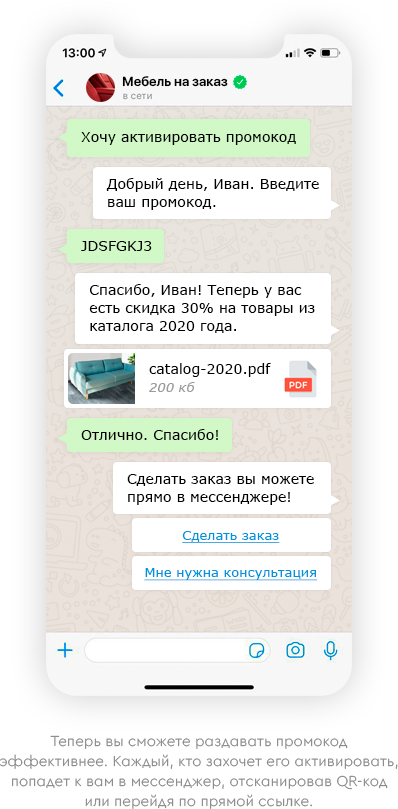 13:00
Мебель на заказ
в сети
Хочу активировать промокод
Добрый день, Иван. Введите
ваш промокод.
JDSFGKJ3
Спасибо, Иван! Теперь у вас
есть скидка 30% на товары из
каталога 2020 года.
catalog-2020.pdf
200 кб
PDF
Отлично. Спасибо!
Сделать заказ вы можете
прямо в мессенджере!
Сделать заказ
Мне нужна консультация
Теперь вы сможете раздавать промокод
эффективнее. Каждый, кто захочет его активировать,
попадет к вам в мессенджер, отсканировав QR-код
или перейдя по прямой ссылке.